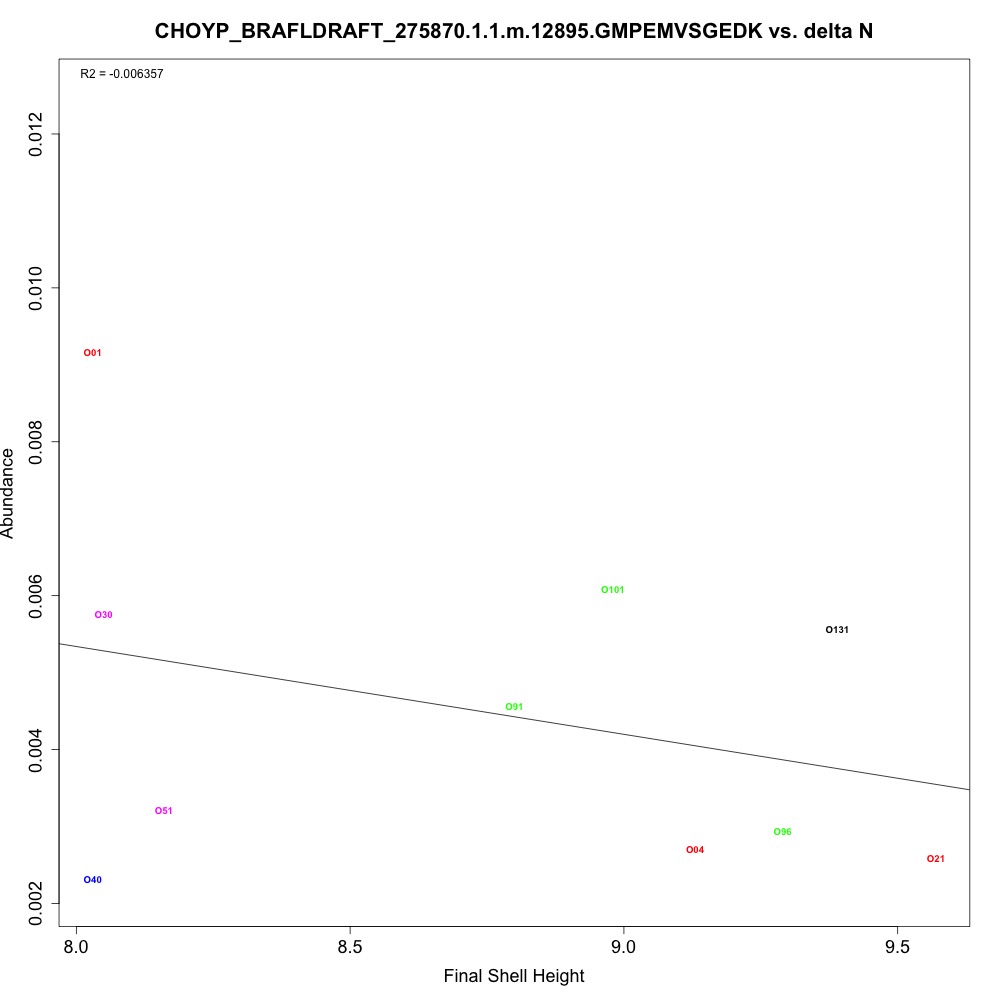 CHOYP_BRAFLDRAFT_275870.1.1.m.12895.GMPEMVSGEDK vs. delta N
R2 = -0.006357
0.012
0.010
O01
0.008
Abundance
0.006
O101
O30
O131
O91
0.004
O51
O96
O04
O21
O40
0.002
8.0 8.5 9.0 9.5
Final Shell Height